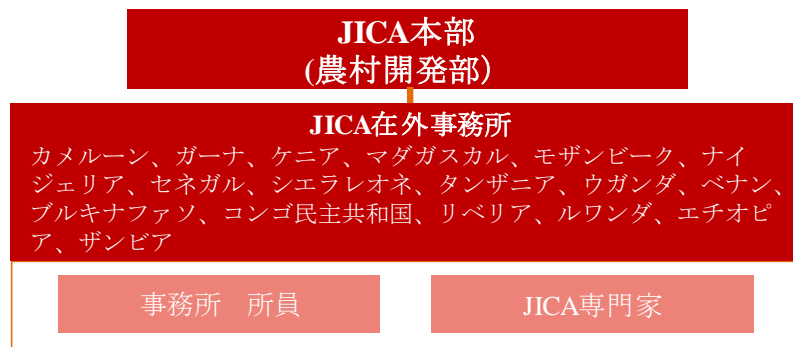 JICA本部
(農村開発部）
JICA在外事務所
カメルーン、ガーナ、ケニア、マダガスカル、モザンビーク、ナイ
ジェリア、セネガル、シエラレオネ、タンザニア、ウガンダ、ベナン、
ブルキナファソ、コンゴ民主共和国、リベリア、ルワンダ、エチオピ
ア、ザンビア
事務所　所員
JICA専門家